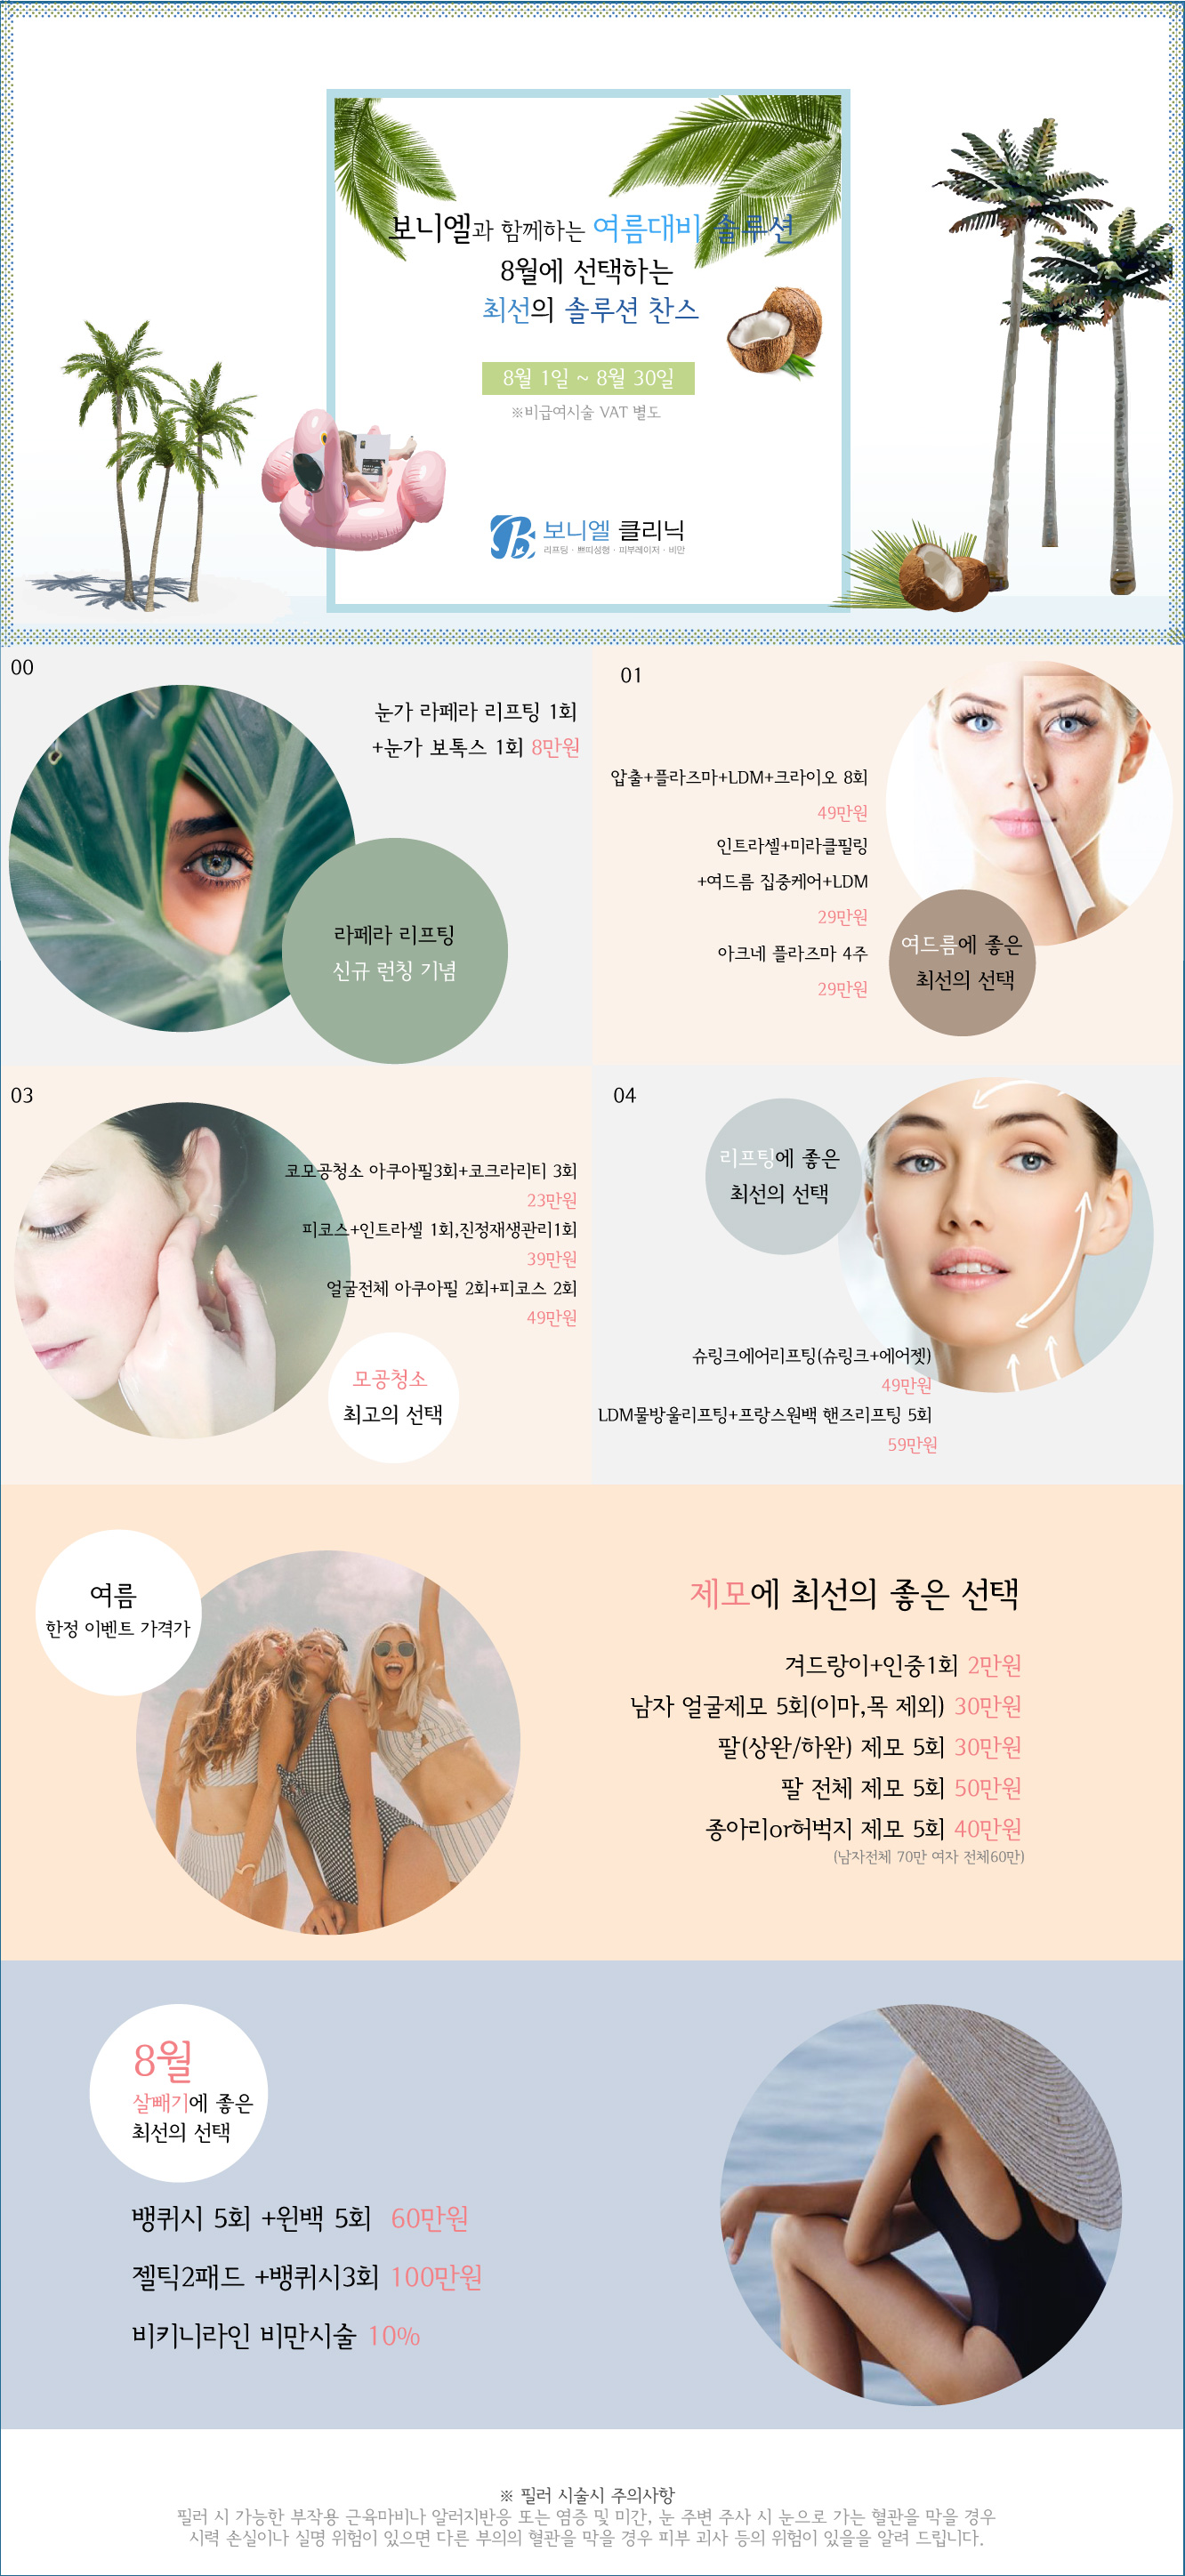 보니엘과 함께하는 여름대비 솔루션
8월에 선택하는
최선의 솔루션 찬스
8월 1일 ~ 8월 30일
※비급여시술 VAT 별도
B 보니엘 클리닉
리프팅 · 쁘띠성형 · 피부레이저 · 비만
00
눈가 라페라 리프팅 1회
+눈가 보톡스 1회 8만원
라페라 리프팅
신규 런칭 기념
01
압출+플라즈마+LDM+크라이오 8회
49만원
인트라셀+미라클필링
+여드름 집중케어+LDM
29만원
아크네 플라즈마 4주
29만원
여드름에 좋은
최선의 선택
03
코모공청소 아쿠아필3회+코크라리티 3회
23만원
피코스+인트라셀 1회,진정재생관리1회
39만원
얼굴전체 아쿠아필 2회+피코스 2회
49만원
모공청소
최고의 선택
04
리프팅에 좋은
최선의 선택
슈링크에어리프팅(슈링크+에어젯)
49만원
LDM물방울리프팅+프랑스원백 핸즈리프팅 5회
59만원
여름
한정 이벤트 가격가
제모에 최선의 좋은 선택
겨드랑이+인중1회 2만원
남자 얼굴제모 5회(이마,목 제외) 30만원
팔(상완/하완) 제모 5회 30만원
팔 전체 제모 5회 50만원
종아리or허벅지 제모 5회 40만원
(남자전체 70만 여자 전체60만)
8월
살빼기에 좋은
최선의 선택
뱅퀴시 5회 +윈백 5회 60만원
젤틱2패드 +뱅퀴시3회 100만원
비키니라인 비만시술 10%
※ 필러 시술시 주의사항
필러 시 가능한 부작용 근육마비나 알러지반응 또는 염증 및 미간, 눈 주변 주사 시 눈으로 가는 혈관을 막을 경우
시력 손실이나 실명 위험이 있으면 다른 부의의 혈관을 막을 경우 피부 괴사 등의 위험이 있을을 알려 드립니다.